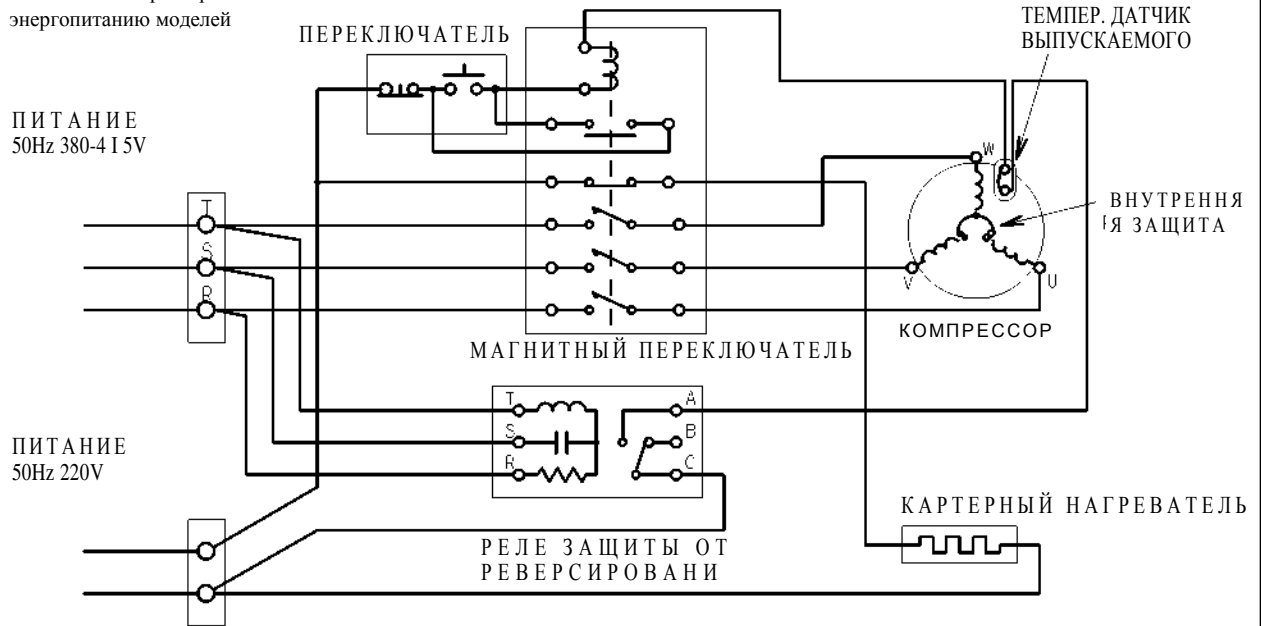 энергопитанию моделей
ПЕРЕКЛЮЧАТЕЛЬ
ТЕМПЕР. ДАТЧИК
ВЫПУСКАЕМОГО
ПИТАНИЕ
50Hz 380-4 I 5V
W
ВНУТРЕННЯ
Я ЗАЩИТА
T
S
R
V
U
КОМПРЕССОР
МАГНИТНЫЙ ПЕРЕКЛЮЧАТЕЛЬ
T
A
S
B
R
C
ПИТАНИЕ
50Hz 220V
КАРТЕРНЫЙ НАГРЕВАТЕЛЬ
РЕЛЕ ЗАЩИТЫ ОТ
РЕВЕРСИРОВАНИ